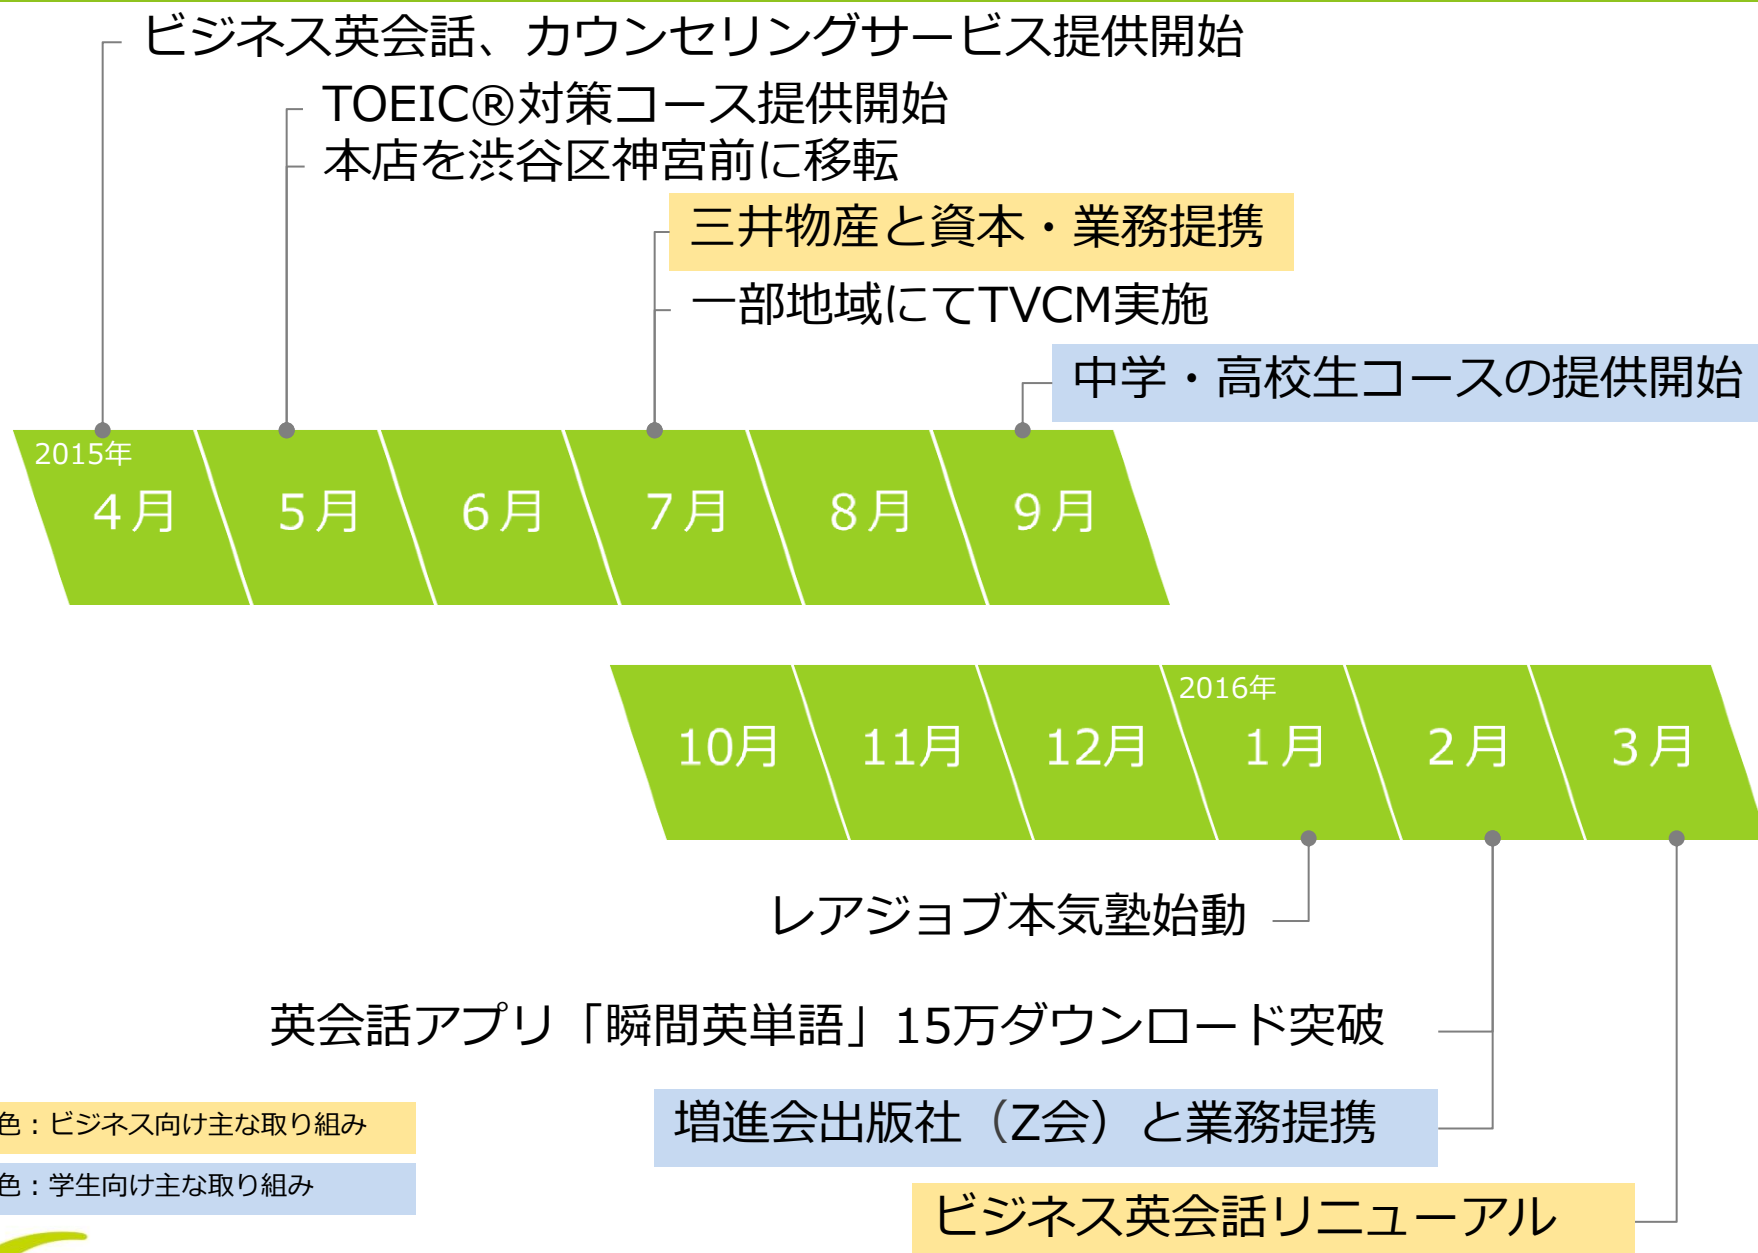 ビジネス英会話、カウンセリングサービス提供開始
TOEIC®対策コース提供開始
本店を渋谷区神宮前に移転
三井物産と資本・業務提携
一部地域にてTVCM実施
中学・高校生コースの提供開始
2015年
4月 5月 6月 7月 8月 9月
2016年
10月 11月 12月 1月 2月 3月
レアジョブ本気塾始動
英会話アプリ「瞬間英単語」15万ダウンロード突破
増進会出版社（Z会）と業務提携
ビジネス英会話リニューアル
色：ビジネス向け主な取り組み
色：学生向け主な取り組み